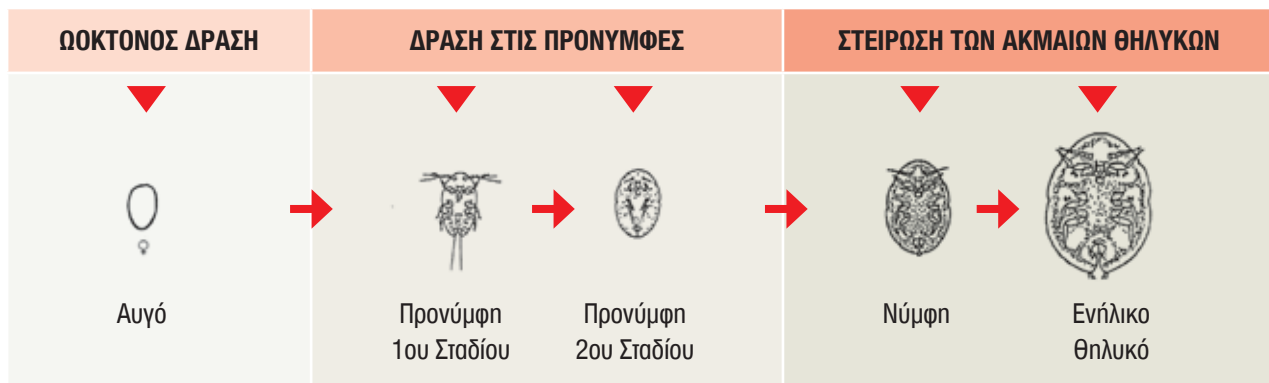 ΩΟΚΤΟΝΟΣ ΔΡΑΣΗ
ΔΡΑΣΗ ΣΤΙΣ ΠΡΟΝΥΜΦΕΣ
ΣΤΕΙΡΩΣΗ ΤΩΝ ΑΚΜΑΙΩΝ ΘΗΛΥΚΩΝ
Αυγό
Προνύμφη
1ου Σταδίου
Προνύμφη
2ου Σταδίου
Νύμφη
Ενήλικο
θηλυκό